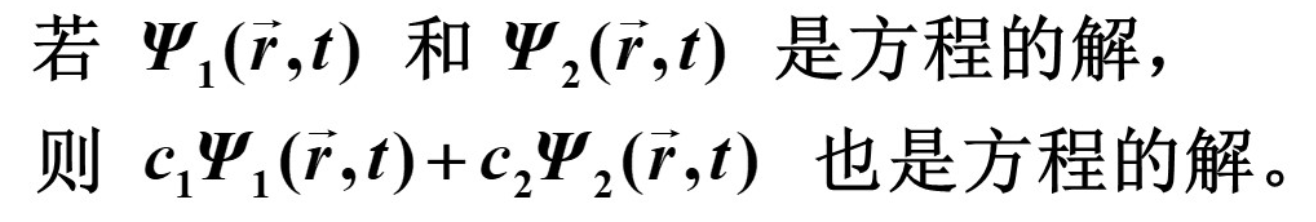 若 Ψ₁(r⃗,t) 和 Ψ₂(r⃗,t) 是方程的解，
则 c₁Ψ₁(r⃗,t)+c₂Ψ₂(r⃗,t) 也是方程的解。